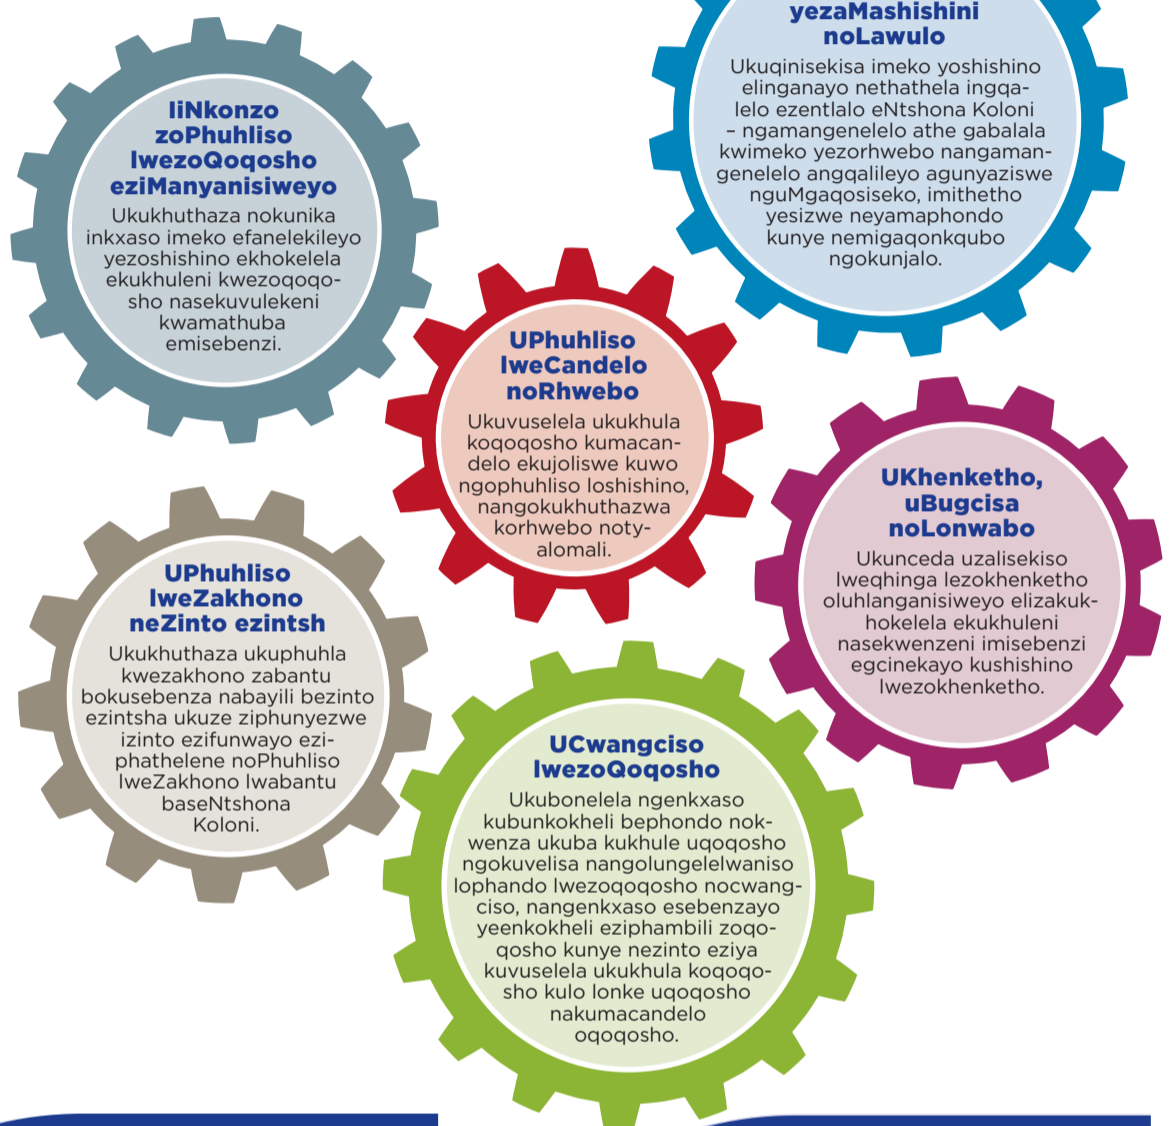 IiNkonzo
zoPhuhliso
lwezoQoqosho
eziManyanisiweyo
Ukukhuthaza nokunika
inkxaso imeko efanelekileyo
yezoshishino ekhokelela
ekukhuleni kwezoqoqo-
sho nasekuvulekeni
kwamathuba
emisebenzi.
yezaMashishini
noLawulo
Ukuqinisekisa imeko yoshishino
elinganayo nethathela ingqa-
lelo ezentlalo eNtshona Koloni
– ngamangenelelo athe gabalala
kwimeko yezorhwebo nangaman-
genelelo angqalileyo agunyaziswe
nguMgaqosiseko, imithetho
yesizwe neyamaphondo
kunye nemigaqonkqubo
ngokunjalo.
UPhuhliso
lweCandelo
noRhwebo
Ukuvuselela ukukhula
koqoqosho kumacan-
delo ekujoliswe kuwo
ngophuhliso loshishino,
nangokukhuthazwa
korhwebo noty-
alomali.
UKhenketho,
uBugcisa
noLonwabo
Ukunceda uzalisekiso
lweqhinga lezokhenketho
oluhlanganisiweyo elizakuk-
hokelela ekukhuleni
nasekwenzeni imisebenzi
egcinekayo kushishino
lwezokhenketho.
UPhuhliso
lweZakhono
neZinto ezintsh
Ukukhuthaza ukuphuhla
kwezakhono zabantu
bokusebenza nabayili bezinto
ezintsha ukuze ziphunyezwe
izinto ezifunwayo ezi-
phathelene noPhuhliso
lweZakhono lwabantu
baseNtshona
Koloni.
UCwangciso
lwezoQoqosho
Ukubonelela ngenkxaso
kubunkokheli bephondo nok-
wenza ukuba kukhule uqoqosho
ngokuvelisa nangolungelelwaniso
lophando lwezoqoqosho nocwang-
ciso, nangenkxaso esebenzayo
yeenkokheli eziphambili zoqo-
qosho kunye nezinto eziya
kuvuselela ukukhula koqoqo-
sho kulo lonke uqoqosho
nakumacandelo
oqoqosho.